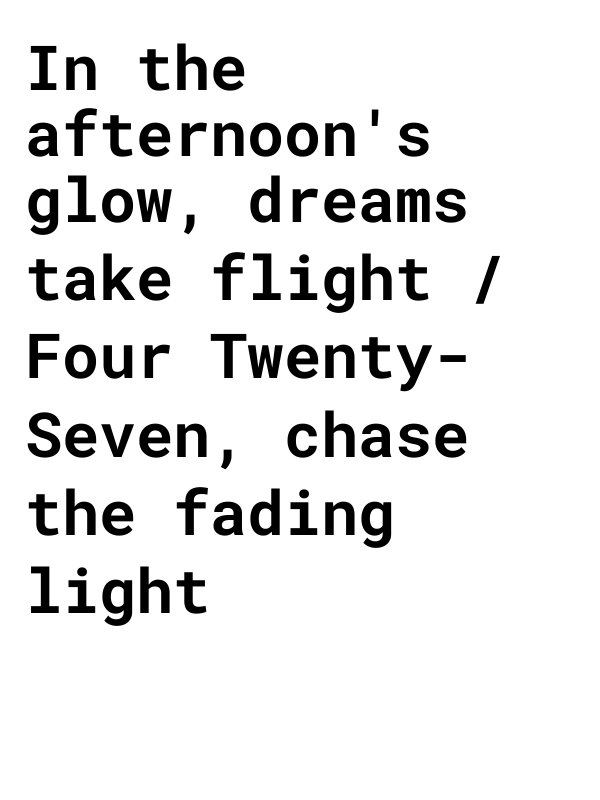 In the
afternoon's
glow, dreams
take flight /
Four Twenty-
Seven, chase
the fading
light